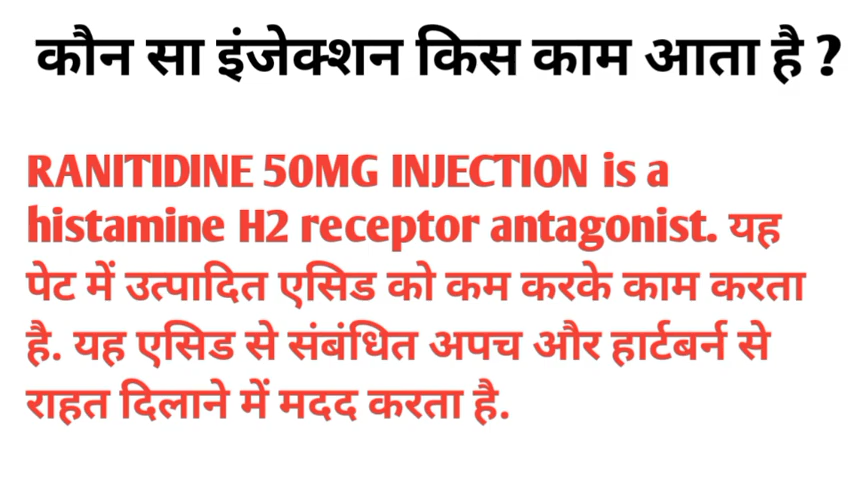 कौन सा इंजेक्शन किस काम आता है ?
RANITIDINE 50MG INJECTION is a
histamine H2 receptor antagonist. यह
पेट में उत्पादित एसिड को कम करके काम करता
है. यह एसिड से संबंधित अपच और हार्टबर्न से
राहत दिलाने में मदद करता है.